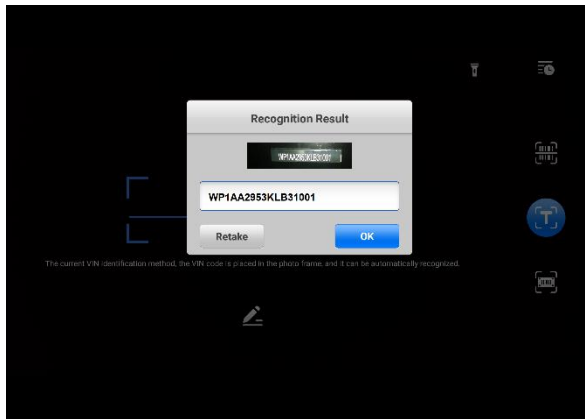 Recognition Result
WP1AA2953KLB31001
WP1AA2953KLB31001
Retake
OK
The current VIN identification method, the VIN code is placed in the photo frame, and it can be automatically recognized.
T